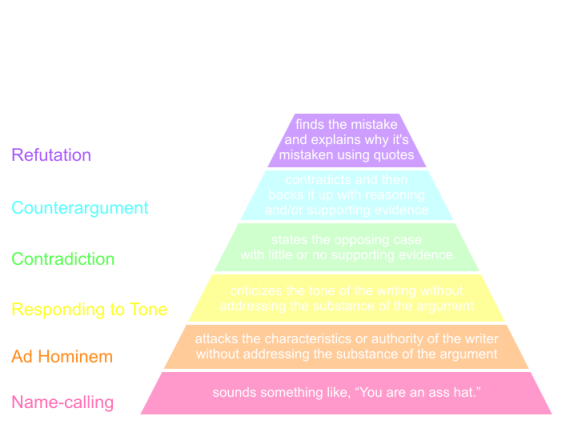 finds the mistake
and explains why it's
mistaken using quotes
Refutation
contradicts and then
backs it up with reasoning
and/or supporting evidence
Counterargument
states the opposing case
with little or no supporting evidence
Contradiction
criticizes the tone of the writing without
addressing the substance of the argument
Responding to Tone
attacks the characteristics or authority of the writer
without addressing the substance of the argument
Ad Hominem
sounds something like, “You are an ass hat.”
Name-calling